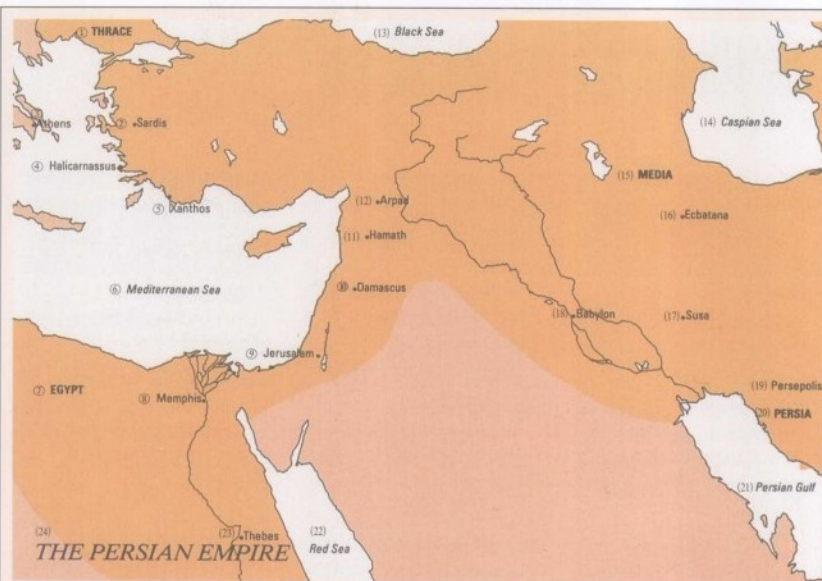 ① THRACE
(13) Black Sea
Athens
② Sardis
(14) Caspian Sea
④ Halicarnassus
(15) MEDIA
⑤ Xanthos
(12) Arpad
(16) Ecbatana
(11) Hamath
⑥ Mediterranean Sea
⑩ Damascus
(18) Babylon
(17) Susa
⑨ Jerusalem
⑦ EGYPT
⑧ Memphis
(19) Persepolis
(20) PERSIA
(21) Persian Gulf
(24)
THE PERSIAN EMPIRE
(23) Thebes
(22)
Red Sea